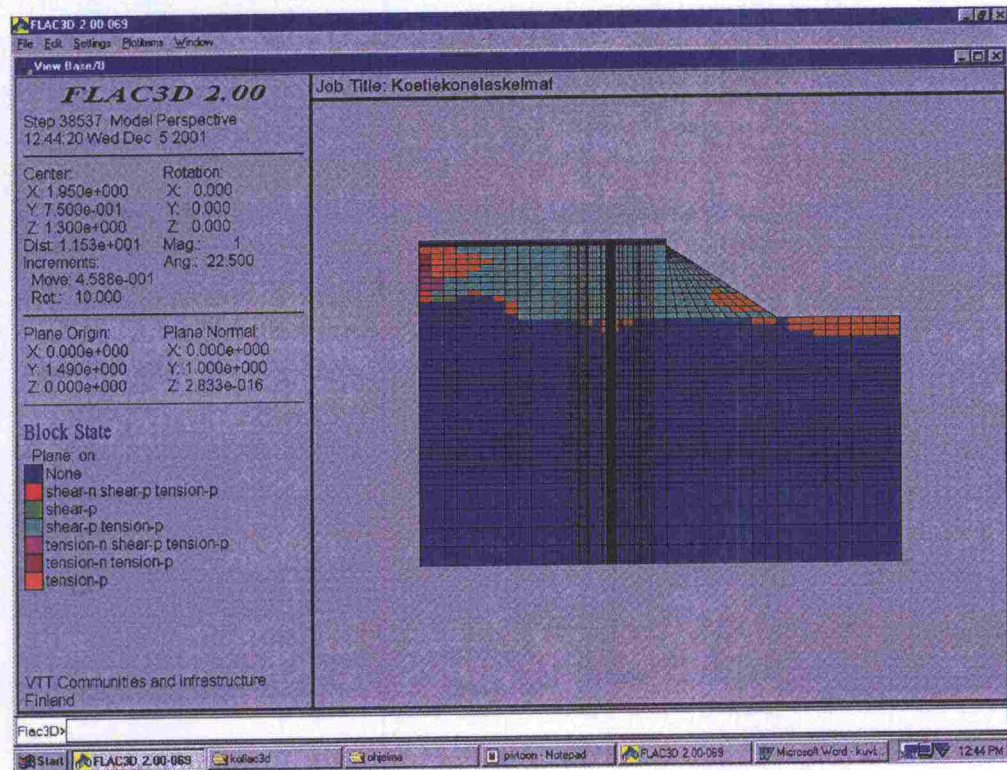 FLAC3D 2.00-069
File Edit Settings PlotItems Window
View Base/0
FLAC3D 2.00
Step 38537 Model Perspective
12:44:20 Wed Dec 5 2001
Center: Rotation:
X: 1.950e+000 X: 0.000
Y: 7.500e-001 Y: 0.000
Z: 1.300e+000 Z: 0.000
Dist: 1.153e+001 Mag.: 1
Increments: Ang.: 22.500
Move: 4.588e-001
Rot.: 10.000
Plane Origin: Plane Normal:
X: 0.000e+000 X: 0.000e+000
Y: 1.490e+000 Y: 1.000e+000
Z: 0.000e+000 Z: 2.833e-016
Block State
Plane: on
None
shear-n shear-p tension-p
shear-p
shear-p tension-p
tension-n shear-p tension-p
tension-n tension-p
tension-p
VTT Communities and Infrastructure
Finland
Job Title: Koetiekonelaskelmat
Flac3D>
Start FLAC3D 2.00-069 koflac3d ohjelma - Notepad FLAC3D 2.00-069 Microsoft Word - kuvi... 12:44 PM